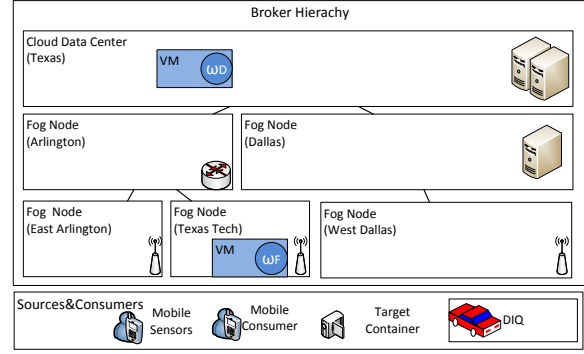 Broker Hierachy
Cloud Data Center
(Texas)
VM
ωD
Fog Node
(Arlington)
Fog Node
(Dallas)
Fog Node
(East Arlington)
Fog Node
(Texas Tech)
VM
ωF
Fog Node
(West Dallas)
Sources&Consumers
Mobile
Sensors
Mobile
Consumer
Target
Container
DIQ